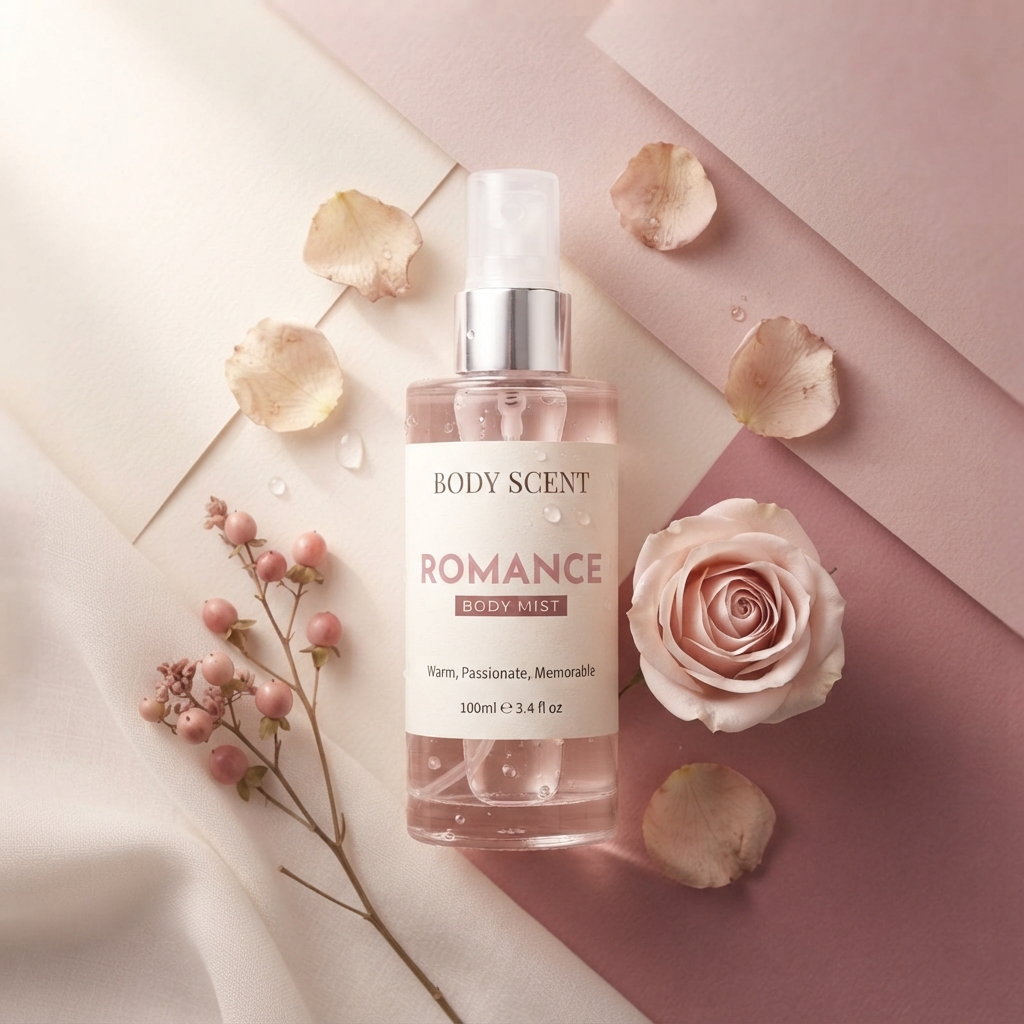 BODY SCENT
ROMANCE
BODY MIST
Warm, Passionate, Memorable
100ml ℮ 3.4 fl oz